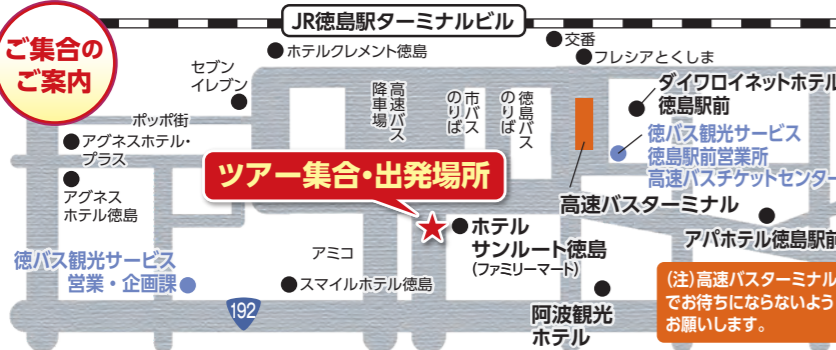 JR徳島駅ターミナルビル
ご集合の
ご案内
ホテルクレメント徳島
交番
フレシアとくしま
セブン
イレブン
高速バス
降車場
市バス
のりば
徳島バス
のりば
ダイワロイネットホテル
徳島駅前
ポッポ街
アグネスホテル・
プラス
徳バス観光サービス
徳島駅前営業所
高速バスチケットセンター
ツアー集合・出発場所
アグネス
ホテル徳島
高速バスターミナル
ホテル
サンルート徳島
(ファミリーマート)
アパホテル徳島駅前
アミコ
徳バス観光サービス
営業・企画課
スマイルホテル徳島
192
阿波観光
ホテル
(注)高速バスターミナル
でお待ちにならないよう
お願いします。